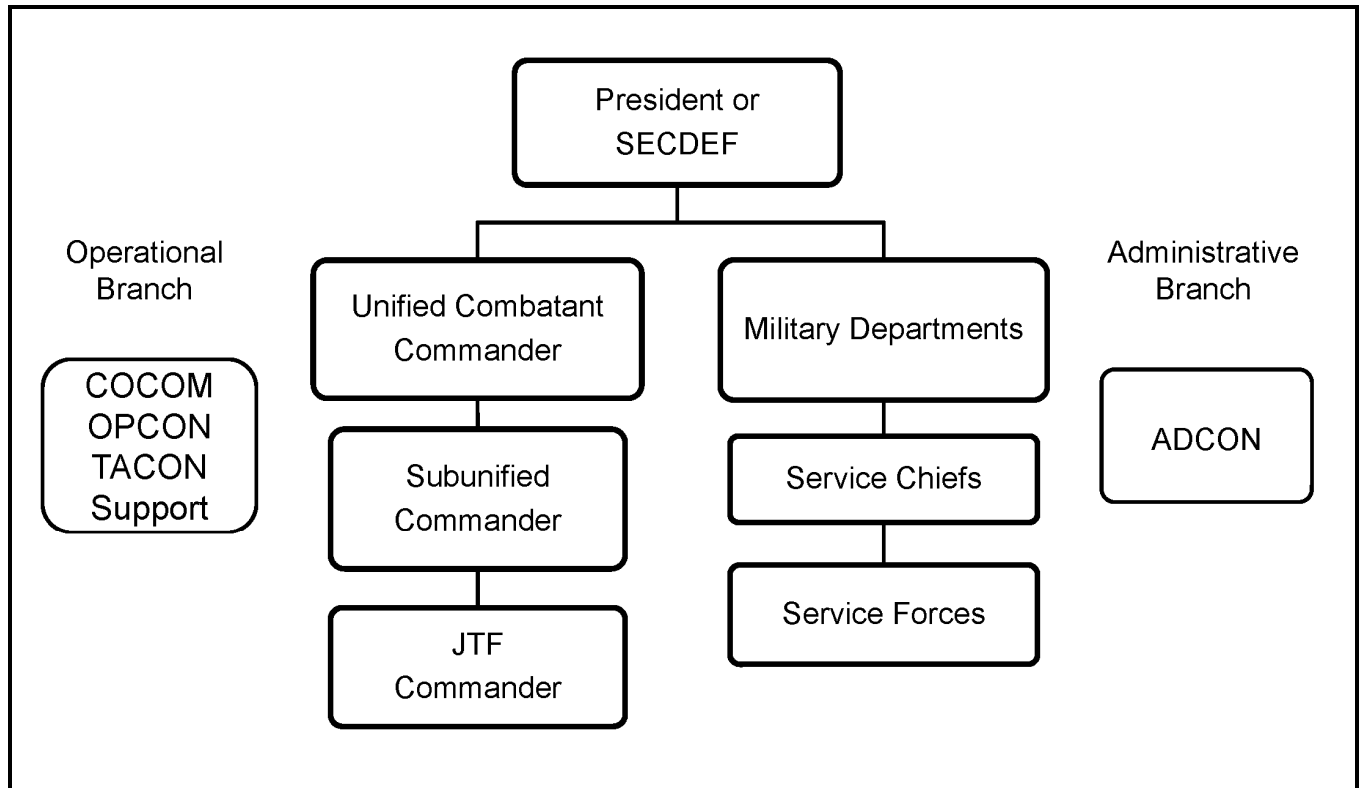 President or
SECDEF
Operational
Branch
Administrative
Branch
Unified Combatant
Commander
Military Departments
COCOM
OPCON
TACON
Support
Subunified
Commander
Service Chiefs
ADCON
JTF
Commander
Service Forces